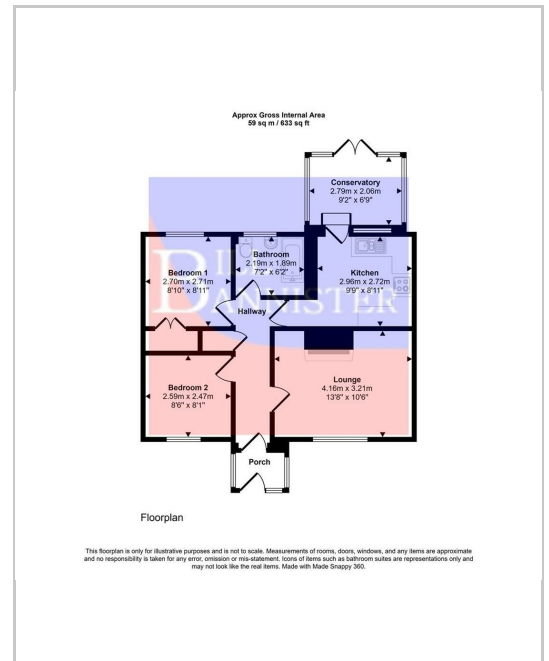 Approx Gross Internal Area
59 sq m / 633 sq ft
Conservatory
2.79m x 2.06m
9'2" x 6'9"
Bathroom
2.19m x 1.89m
7'2" x 6'2"
Bedroom 1
2.70m x 2.71m
8'10" x 8'11"
Kitchen
2.96m x 2.72m
9'9" x 8'11"
BILL
BANNISTER
Hallway
Bedroom 2
2.59m x 2.47m
8'6" x 8'1"
Lounge
4.16m x 3.21m
13'8" x 10'6"
Porch
Floorplan
This floorplan is only for illustrative purposes and is not to scale. Measurements of rooms, doors, windows, and any items are approximate
and no responsibility is taken for any error, omission or mis-statement. Icons of items such as bathroom suites are representations only and
may not look like the real items. Made with Made Snappy 360.